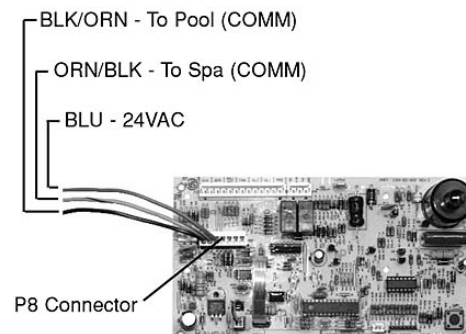 BLK/ORN - To Pool (COMM)
ORN/BLK - To Spa (COMM)
BLU - 24VAC
P8 Connector